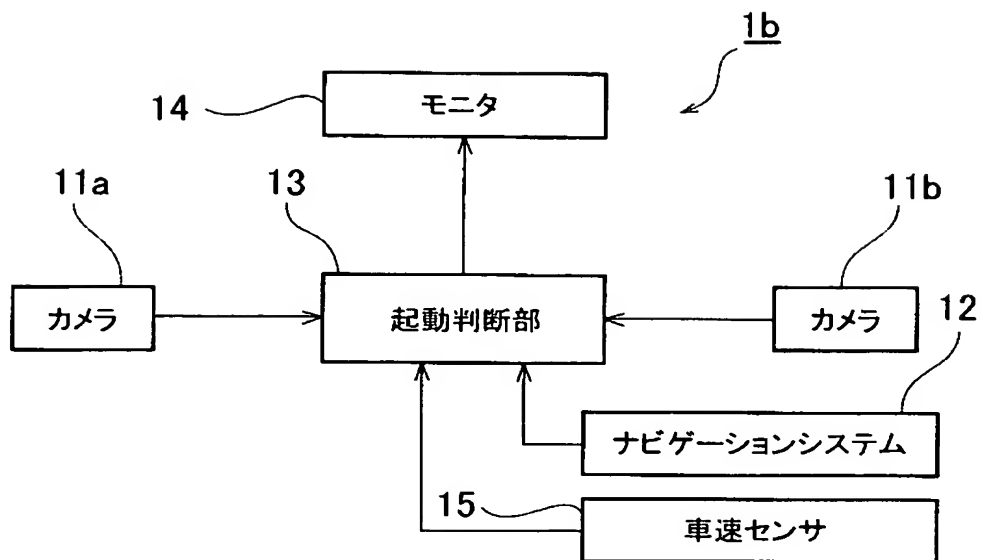 1b
14
モニタ
11a
13
11b
カメラ
起動判断部
カメラ
12
ナビゲーションシステム
15
車速センサ